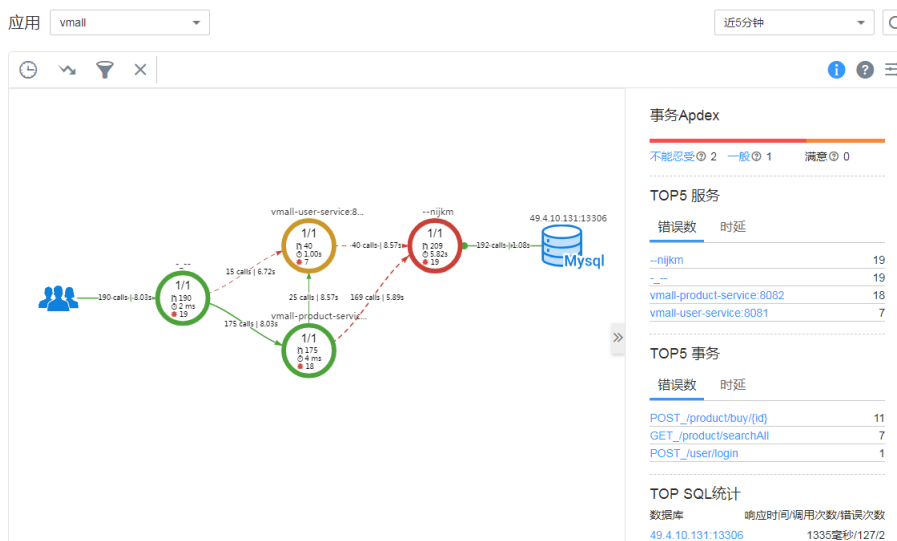 应用 vmall 近5分钟
事务Apdex
不能忍受 2 一般 1 满意 0
TOP5 服务
错误数 时延
--nijkm 19
-_-- 19
vmall-product-service:8082 18
vmall-user-service:8081 7
TOP5 事务
错误数 时延
POST_/product/buy/{id} 11
GET_/product/searchAll 7
POST_/user/login 1
TOP SQL统计
数据库 响应时间/调用次数/错误次数
49.4.10.131:13306 1335毫秒/127/2
vmall-user-service:8...
1/1
40
1.00s
7
--nijkm
1/1
209
5.82s
19
49.4.10.131:13306
Mysql
40 calls | 8.57s
192 calls | 1.08s
-_--
1/1
190
2 ms
19
190 calls | 8.03s
15 calls | 6.72s
25 calls | 8.57s
169 calls | 5.89s
175 calls | 8.03s
vmall-product-servic...
1/1
175
4 ms
18